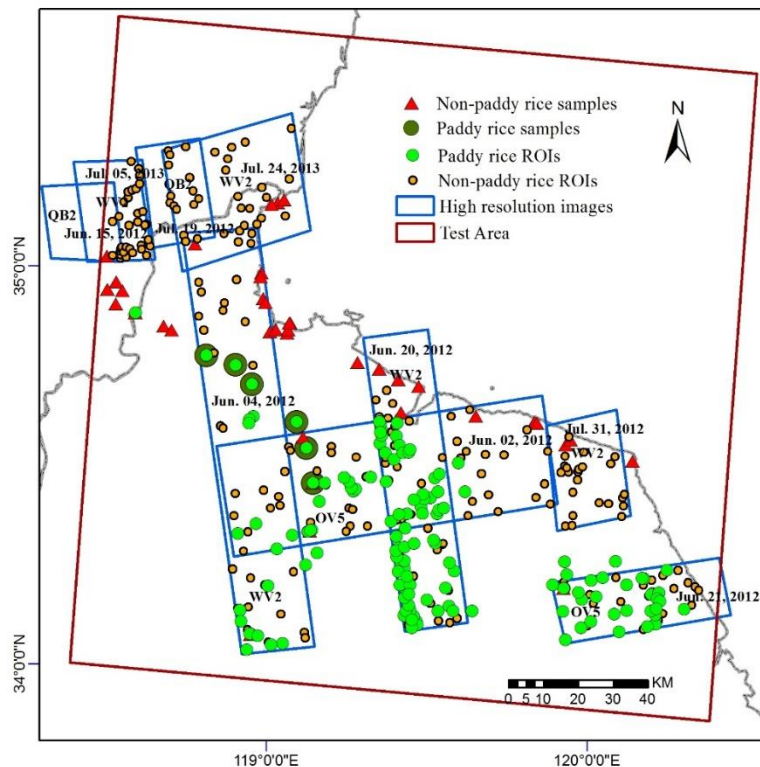 N
Non-paddy rice samples
Paddy rice samples
Paddy rice ROIs
Non-paddy rice ROIs
High resolution images
Test Area
Jul. 05, 2013
QB2
WV2
Jul. 24, 2013
QB2
Jun. 15, 2012
Jul. 19, 2012
35°0'0"N
Jun. 20, 2012
WV2
Jun. 04, 2012
Jun. 02, 2012
Jul. 31, 2012
WV2
OV5
WV2
Jun. 21, 2012
OV5
34°0'0"N
KM
0 5 10 20 30 40
119°0'0"E
120°0'0"E